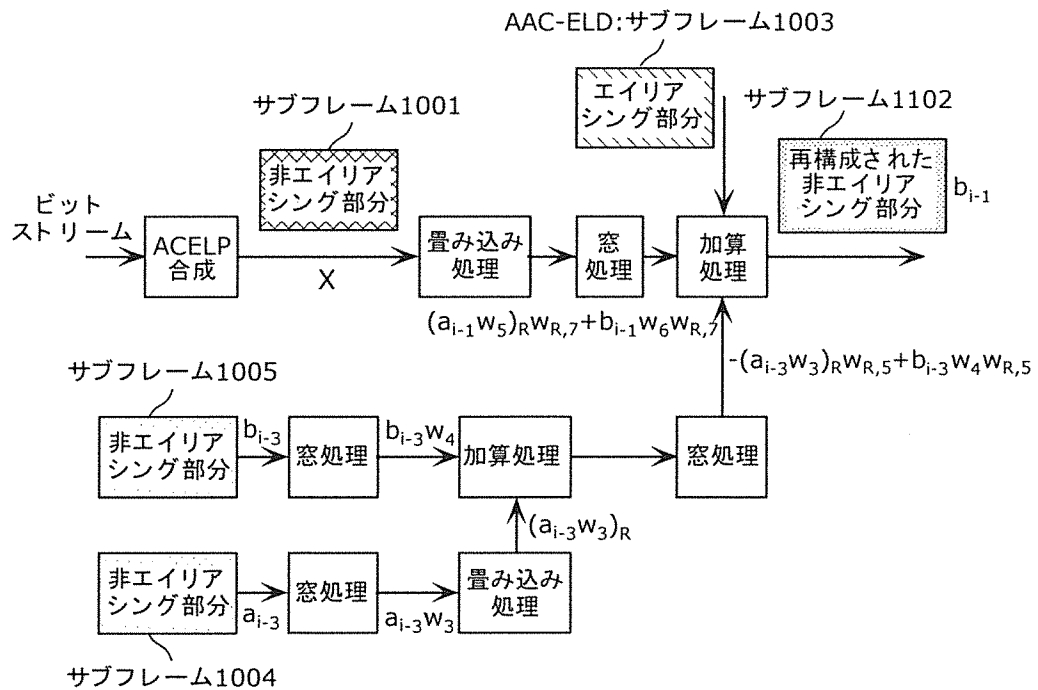 AAC-ELD:サブフレーム1003
エイリア
シング部分
サブフレーム1001
サブフレーム1102
非エイリア
シング部分
再構成された
非エイリア
シング部分
b_{i-1}
ビット
ストリーム
ACELP
合成
X
畳み込み
処理
窓
処理
加算
処理
(a_{i-1}w_5)_Rw_{R,7}+b_{i-1}w_6w_{R,7}
-(a_{i-3}w_3)_Rw_{R,5}+b_{i-3}w_4w_{R,5}
サブフレーム1005
非エイリア
シング部分
b_{i-3}
窓処理
b_{i-3}w_4
加算処理
窓処理
(a_{i-3}w_3)_R
非エイリア
シング部分
a_{i-3}
窓処理
a_{i-3}w_3
畳み込み
処理
サブフレーム1004